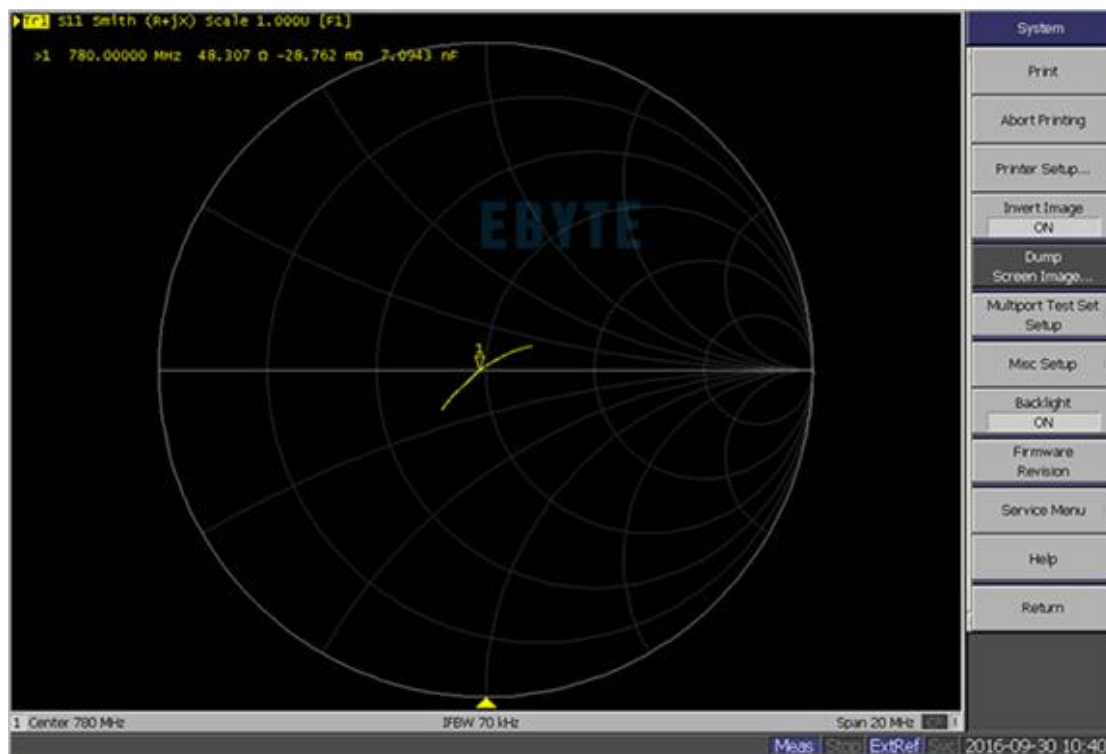 Tr1 S11 Smith (R+jX) Scale 1.000U [F1]
>1 780.00000 MHz 48.307 Ω -28.762 mΩ 7.0943 nF
EBYTE
1
1 Center 780 MHz IFBW 70 kHz Span 20 MHz !
Meas Stop ExtRef Svc 2016-09-30 10:40
System
Print
Abort Printing
Printer Setup...
Invert Image
ON
Dump
Screen Image...
Multiport Test Set
Setup
Misc Setup
Backlight
ON
Firmware
Revision
Service Menu
Help
Return